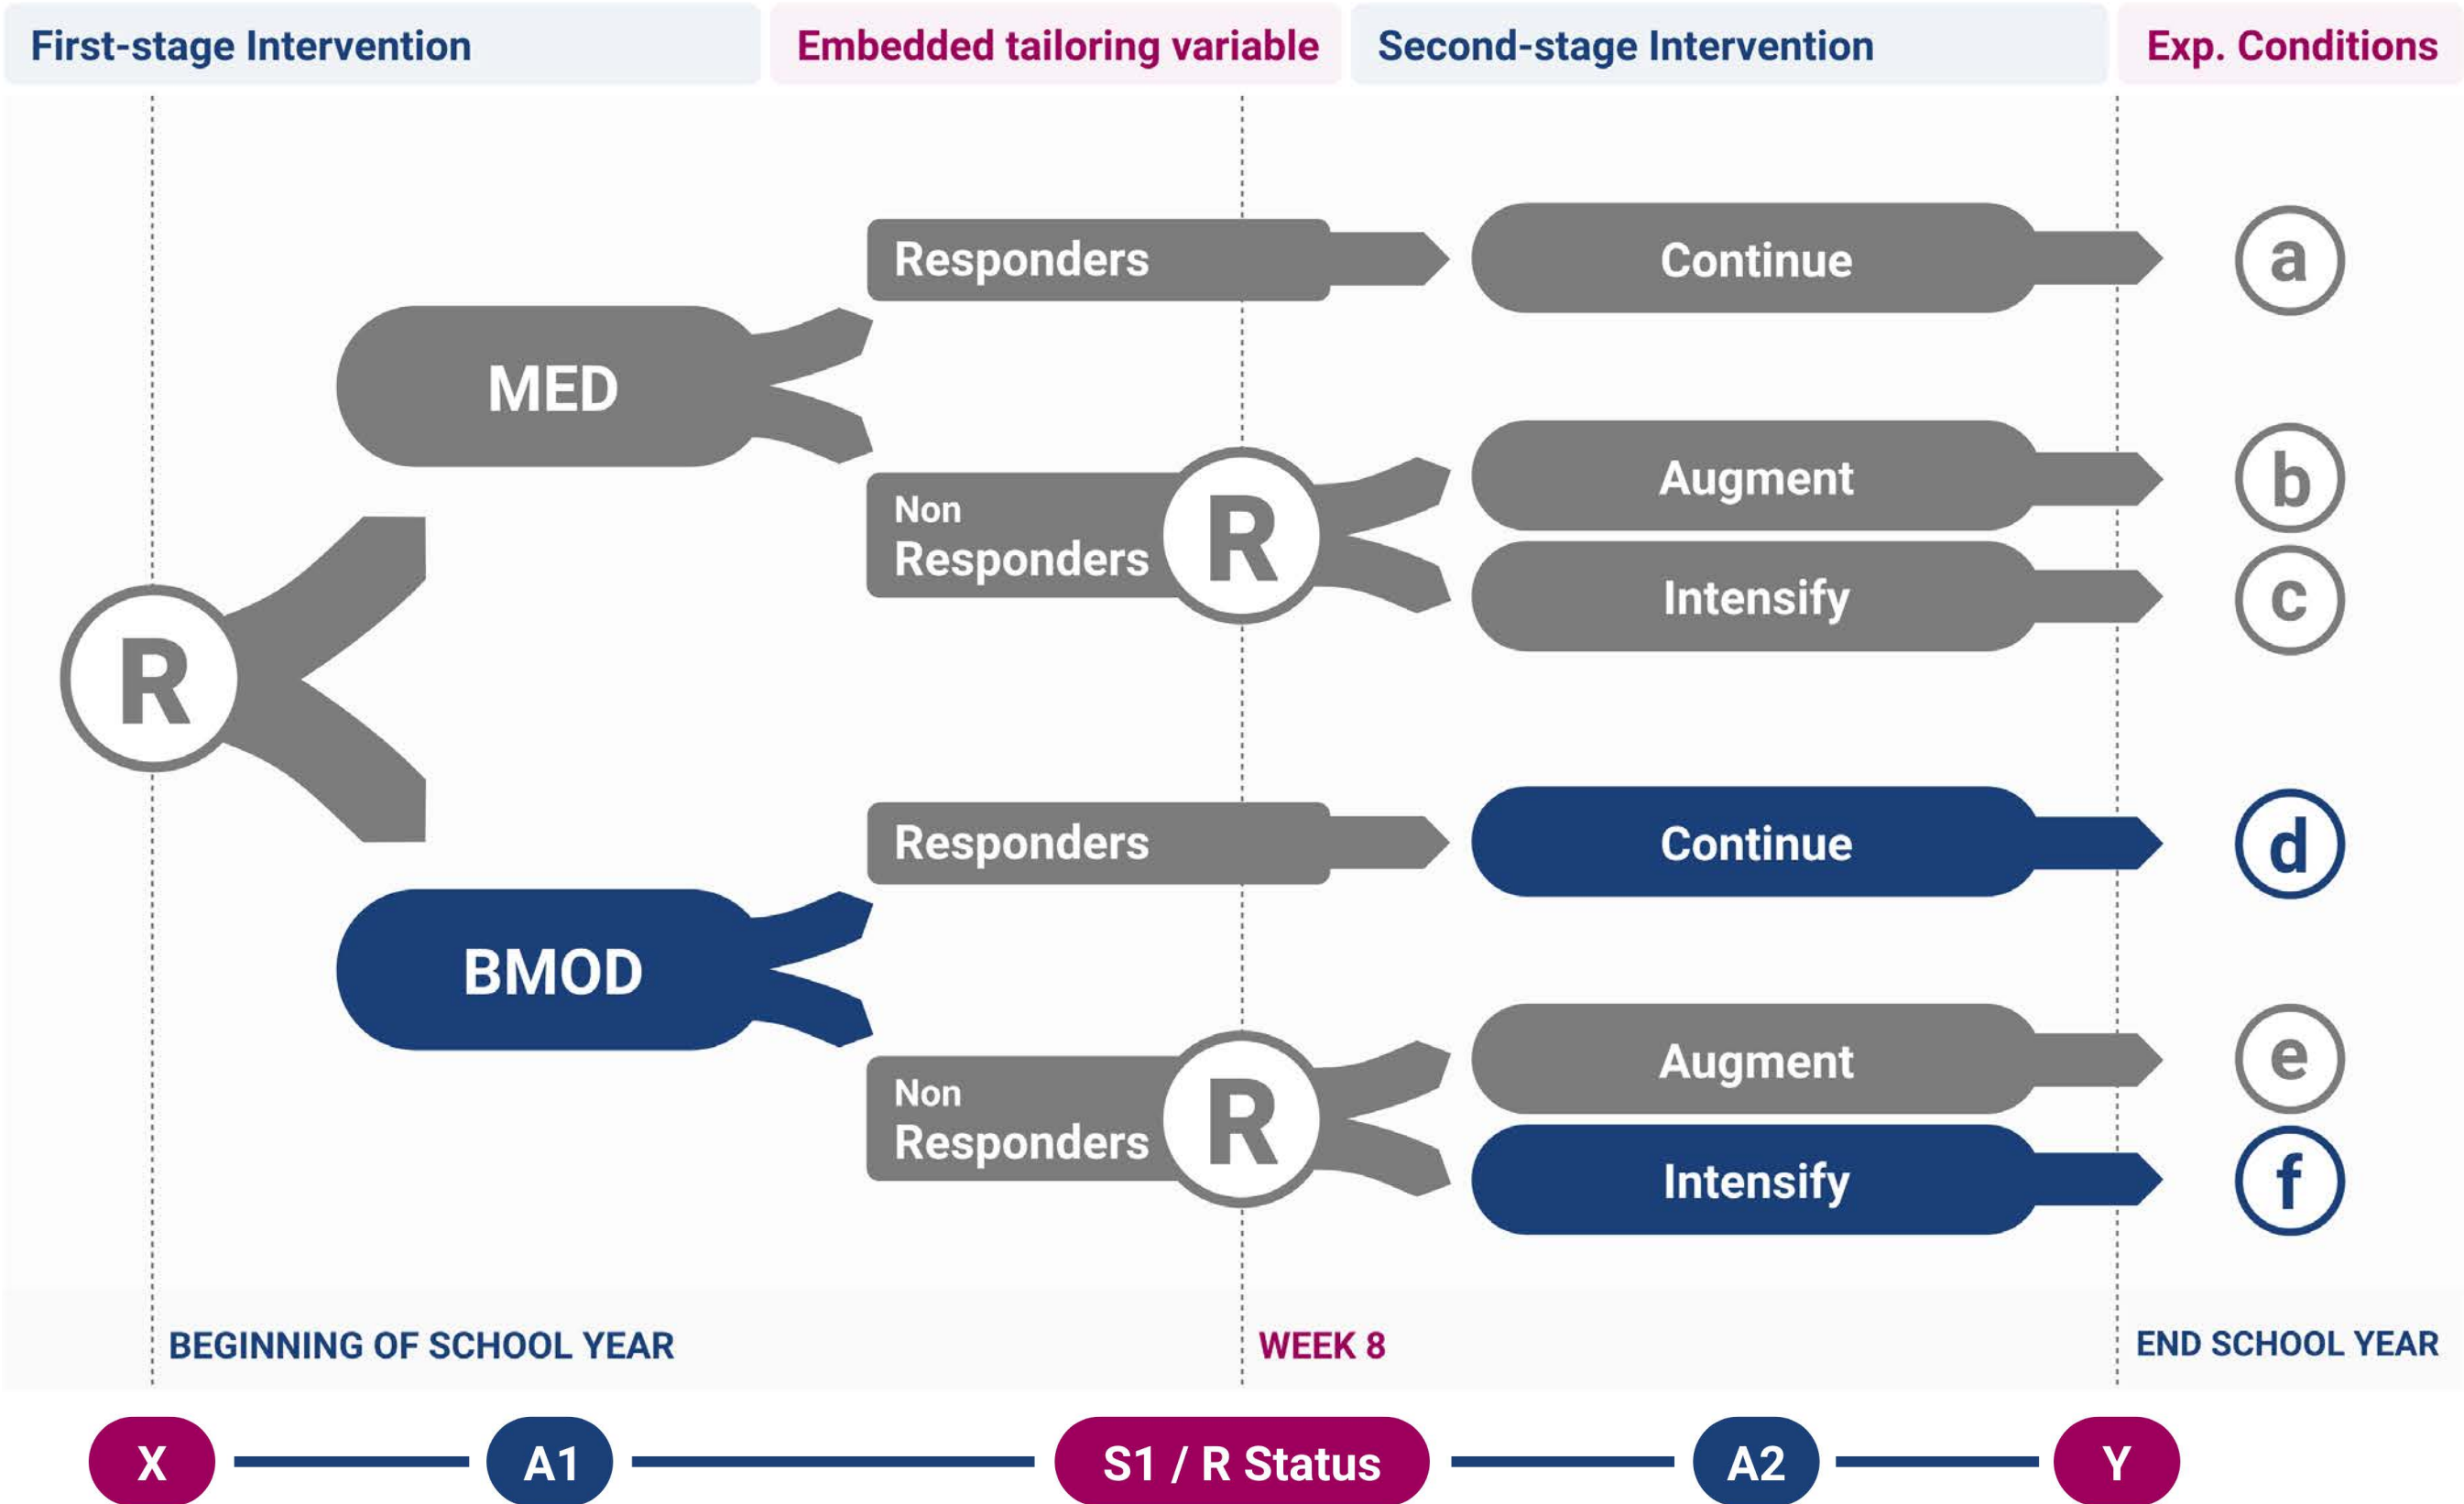 First-stage Intervention
Embedded tailoring variable
Second-stage Intervention
Exp. Conditions
Responders
Continue
a
MED
Non
Responders
R
Augment
b
Intensify
c
R
Responders
Continue
d
BMOD
Non
Responders
R
Augment
e
Intensify
f
BEGINNING OF SCHOOL YEAR
WEEK 8
END SCHOOL YEAR
X
A1
S1 / R Status
A2
Y